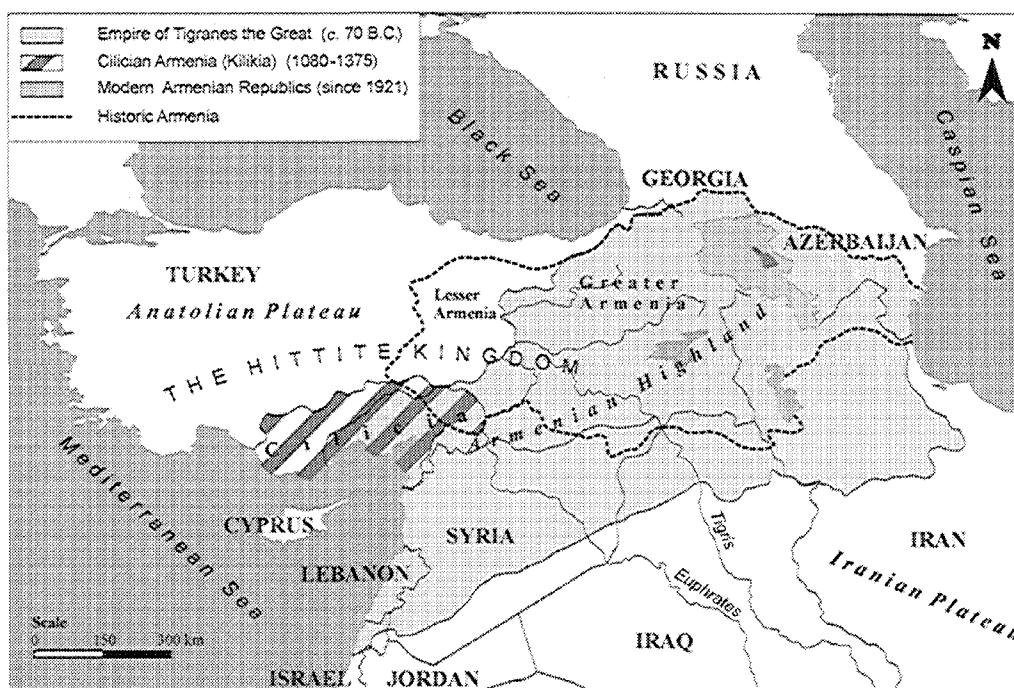 Empire of Tigranes the Great (c. 70 B.C.)
Cilician Armenia (Kilikia) (1080-1375)
Modern Armenian Republics (since 1921)
Historic Armenia
N
RUSSIA
Black Sea
Caspian Sea
GEORGIA
AZERBAIJAN
TURKEY
Anatolian Plateau
Lesser
Armenia
Greater
Armenia
THE HITTITE KINGDOM
Armenian Highland
Cilicia
Mediterranean Sea
CYPRUS
SYRIA
LEBANON
Tigris
Euphrates
IRAN
Iranian Plateau
IRAQ
Scale
0 150 300 km
ISRAEL
JORDAN